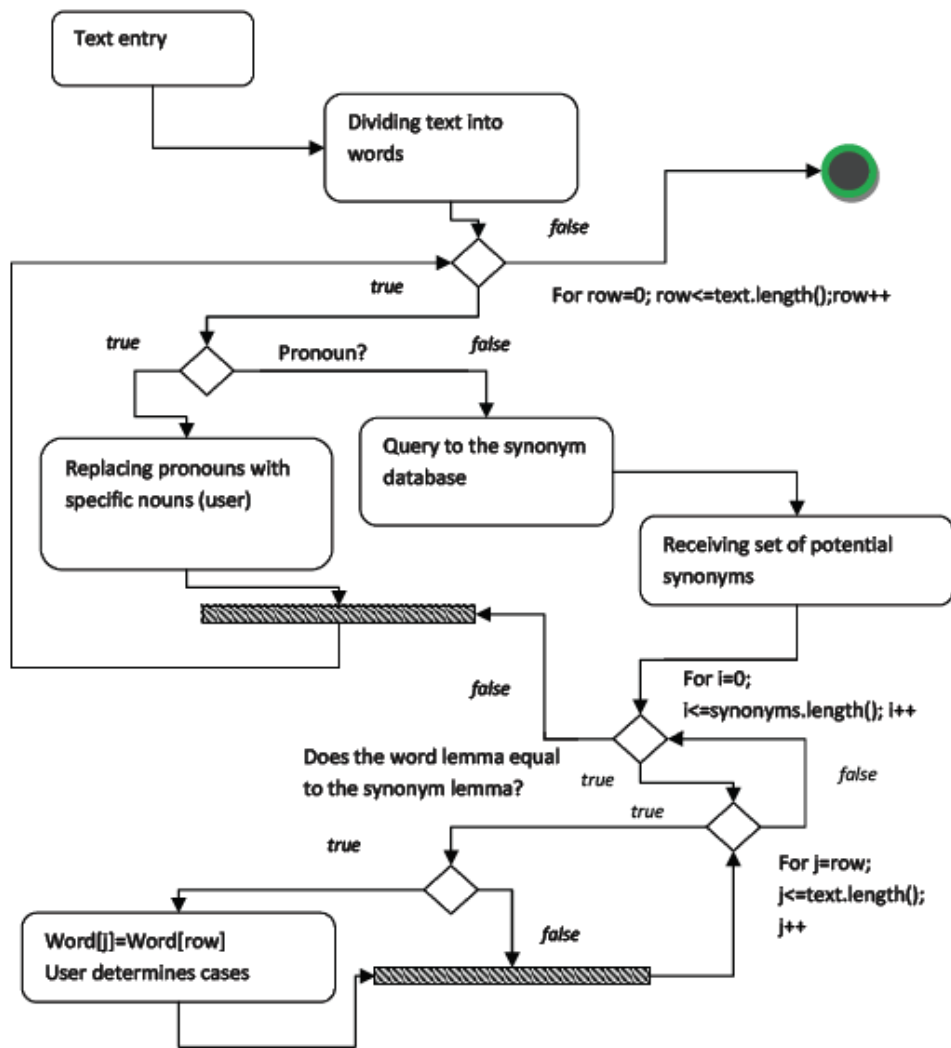 Text entry
Dividing text into
words
false
true
For row=0; row<=text.length();row++
true
Pronoun?
false
Replacing pronouns with
specific nouns (user)
Query to the synonym
database
Receiving set of potential
synonyms
false
For i=0;
i<=synonyms.length(); i++
Does the word lemma equal
to the synonym lemma?
true
false
true
true
For j=row;
j<=text.length();
j++
Word[j]=Word[row]
User determines cases
false